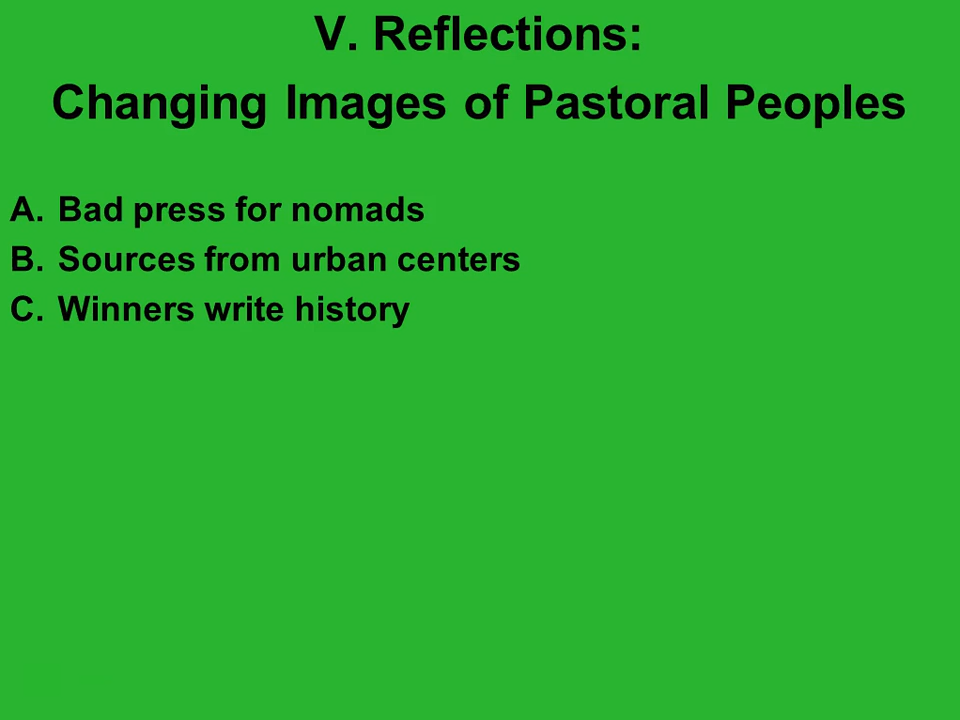 V. Reflections:
Changing Images of Pastoral Peoples
A. Bad press for nomads
B. Sources from urban centers
C. Winners write history